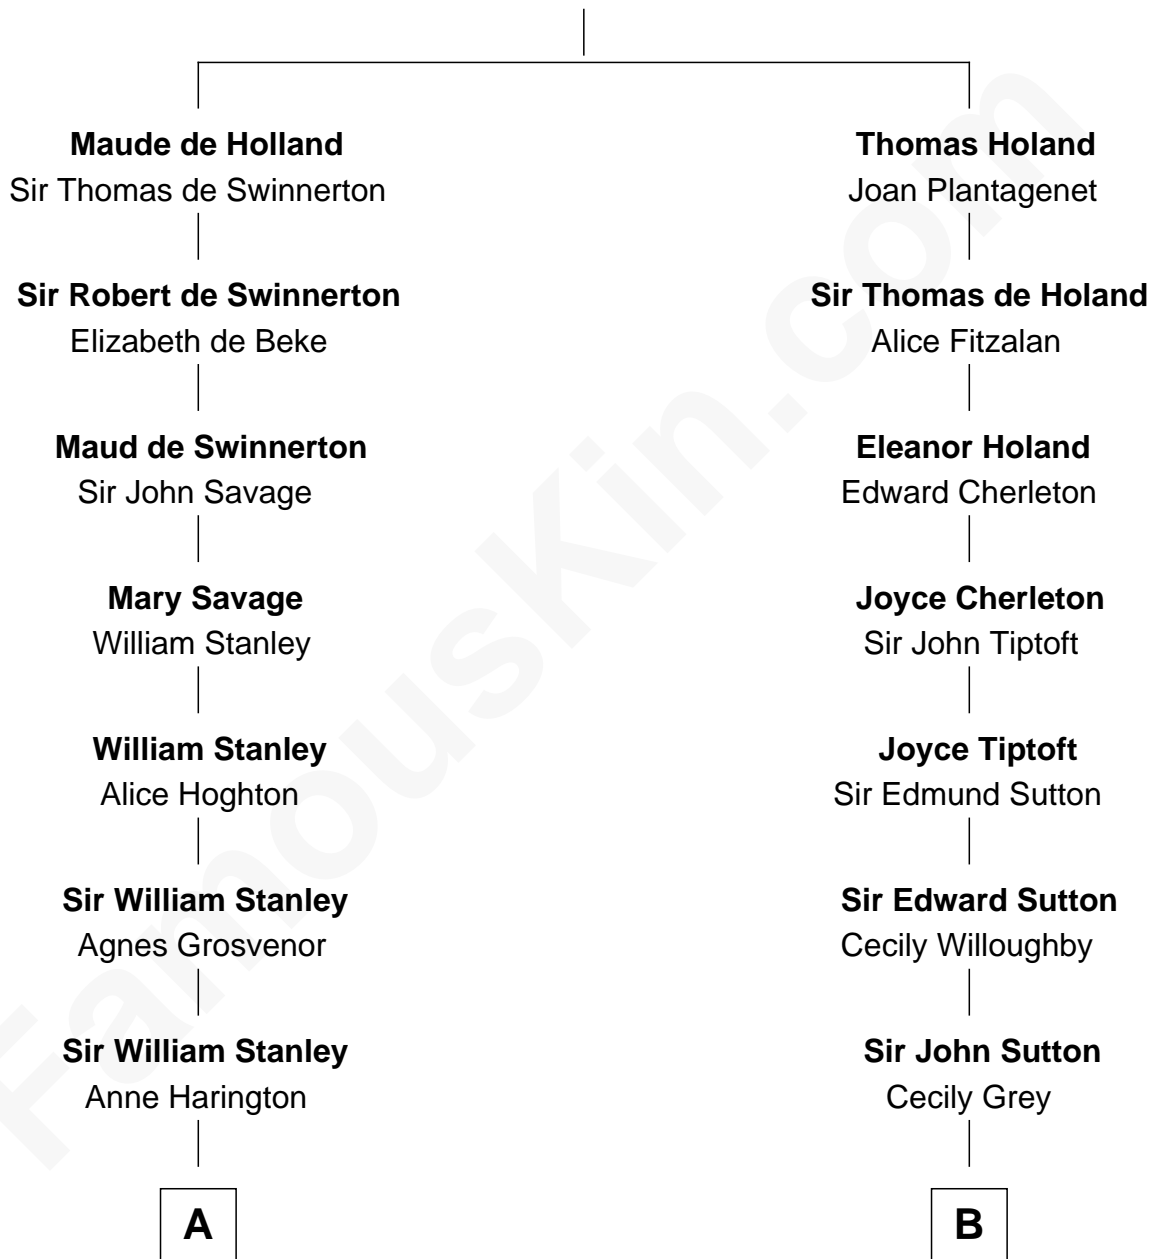 Maude de Holland
Sir Thomas de Swinnerton
Sir Robert de Swinnerton
Elizabeth de Beke
Maud de Swinnerton
Sir John Savage
Mary Savage
William Stanley
William Stanley
Alice Hoghton
Sir William Stanley
Agnes Grosvenor
Sir William Stanley
Anne Harington
A
Thomas Holand
Joan Plantagenet
Sir Thomas de Holand
Alice Fitzalan
Eleanor Holand
Edward Cherleton
Joyce Cherleton
Sir John Tiptoft
Joyce Tiptoft
Sir Edmund Sutton
Sir Edward Sutton
Cecily Willoughby
Sir John Sutton
Cecily Grey
B
FamousKin.com